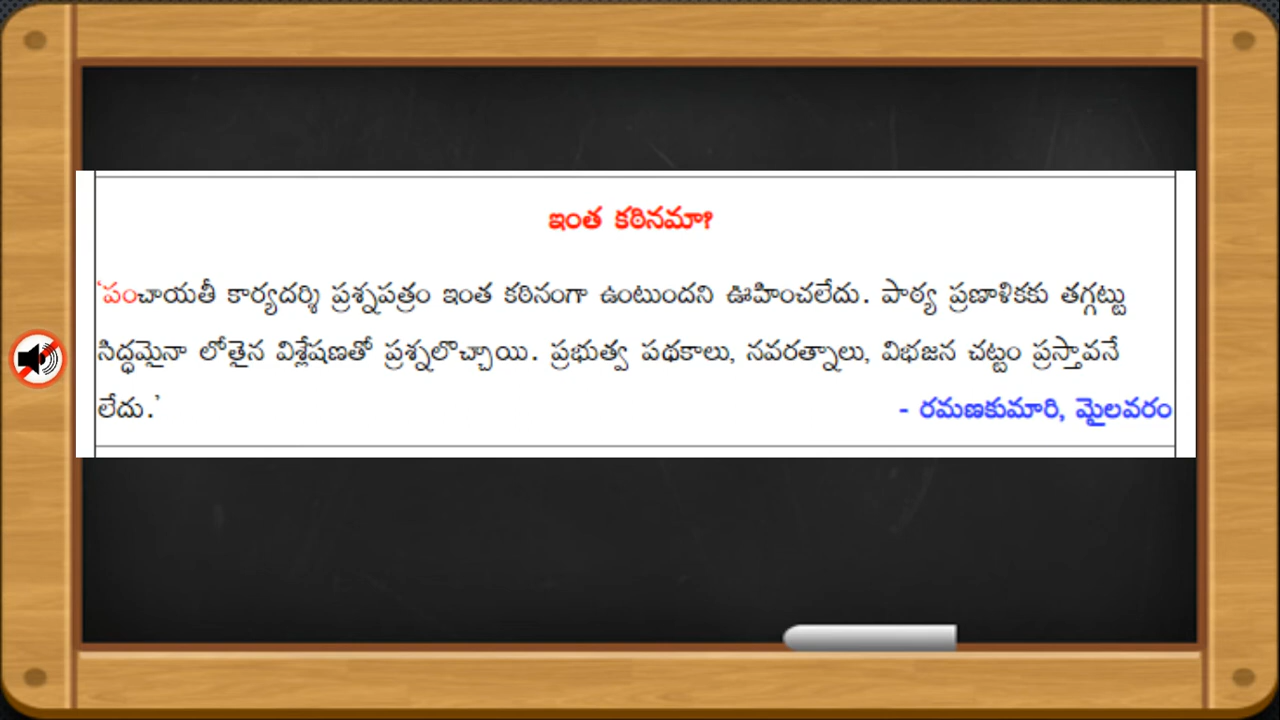 ఇంత కఠినమా?
‘పంచాయతీ కార్యదర్శి ప్రశ్నపత్రం ఇంత కఠినంగా ఉంటుందని ఊహించలేదు. పాఠ్య ప్రణాళికకు తగ్గట్టు
సిద్ధమైనా లోతైన విశ్లేషణతో ప్రశ్నలొచ్చాయి. ప్రభుత్వ పథకాలు, నవరత్నాలు, విభజన చట్టం ప్రస్తావనే
లేదు.’ - రమణకుమారి, మైలవరం